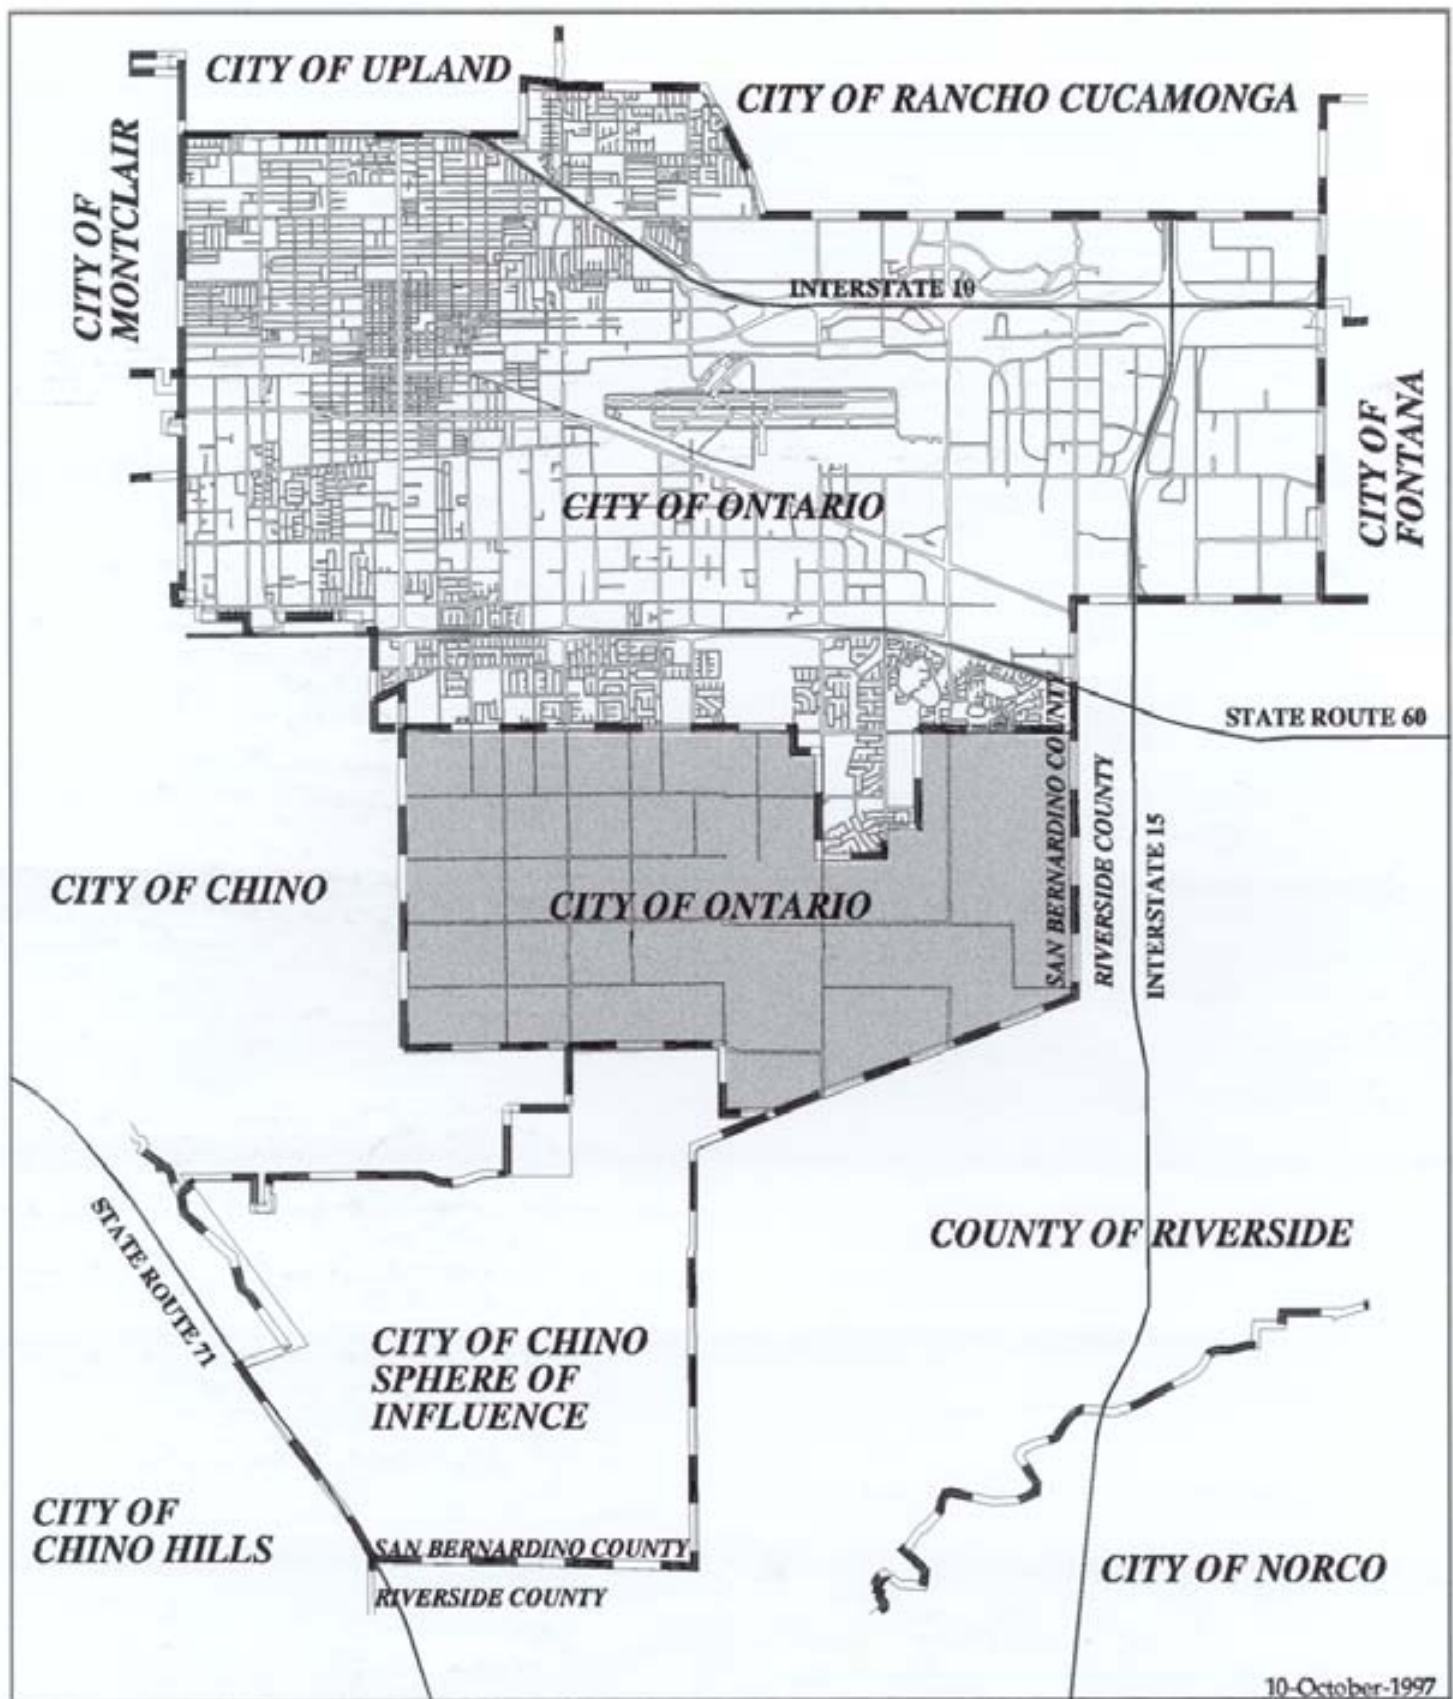 CITY OF UPLAND
CITY OF RANCHO CUCAMONGA
CITY OF
MONTCLAIR
INTERSTATE 10
CITY OF
FONTANA
CITY OF ONTARIO
STATE ROUTE 60
SAN BERNARDINO COUNTY
RIVERSIDE COUNTY
INTERSTATE 15
CITY OF CHINO
CITY OF ONTARIO
STATE ROUTE 71
COUNTY OF RIVERSIDE
CITY OF CHINO
SPHERE OF
INFLUENCE
CITY OF
CHINO HILLS
SAN BERNARDINO COUNTY
RIVERSIDE COUNTY
CITY OF NORCO
10-October-1997